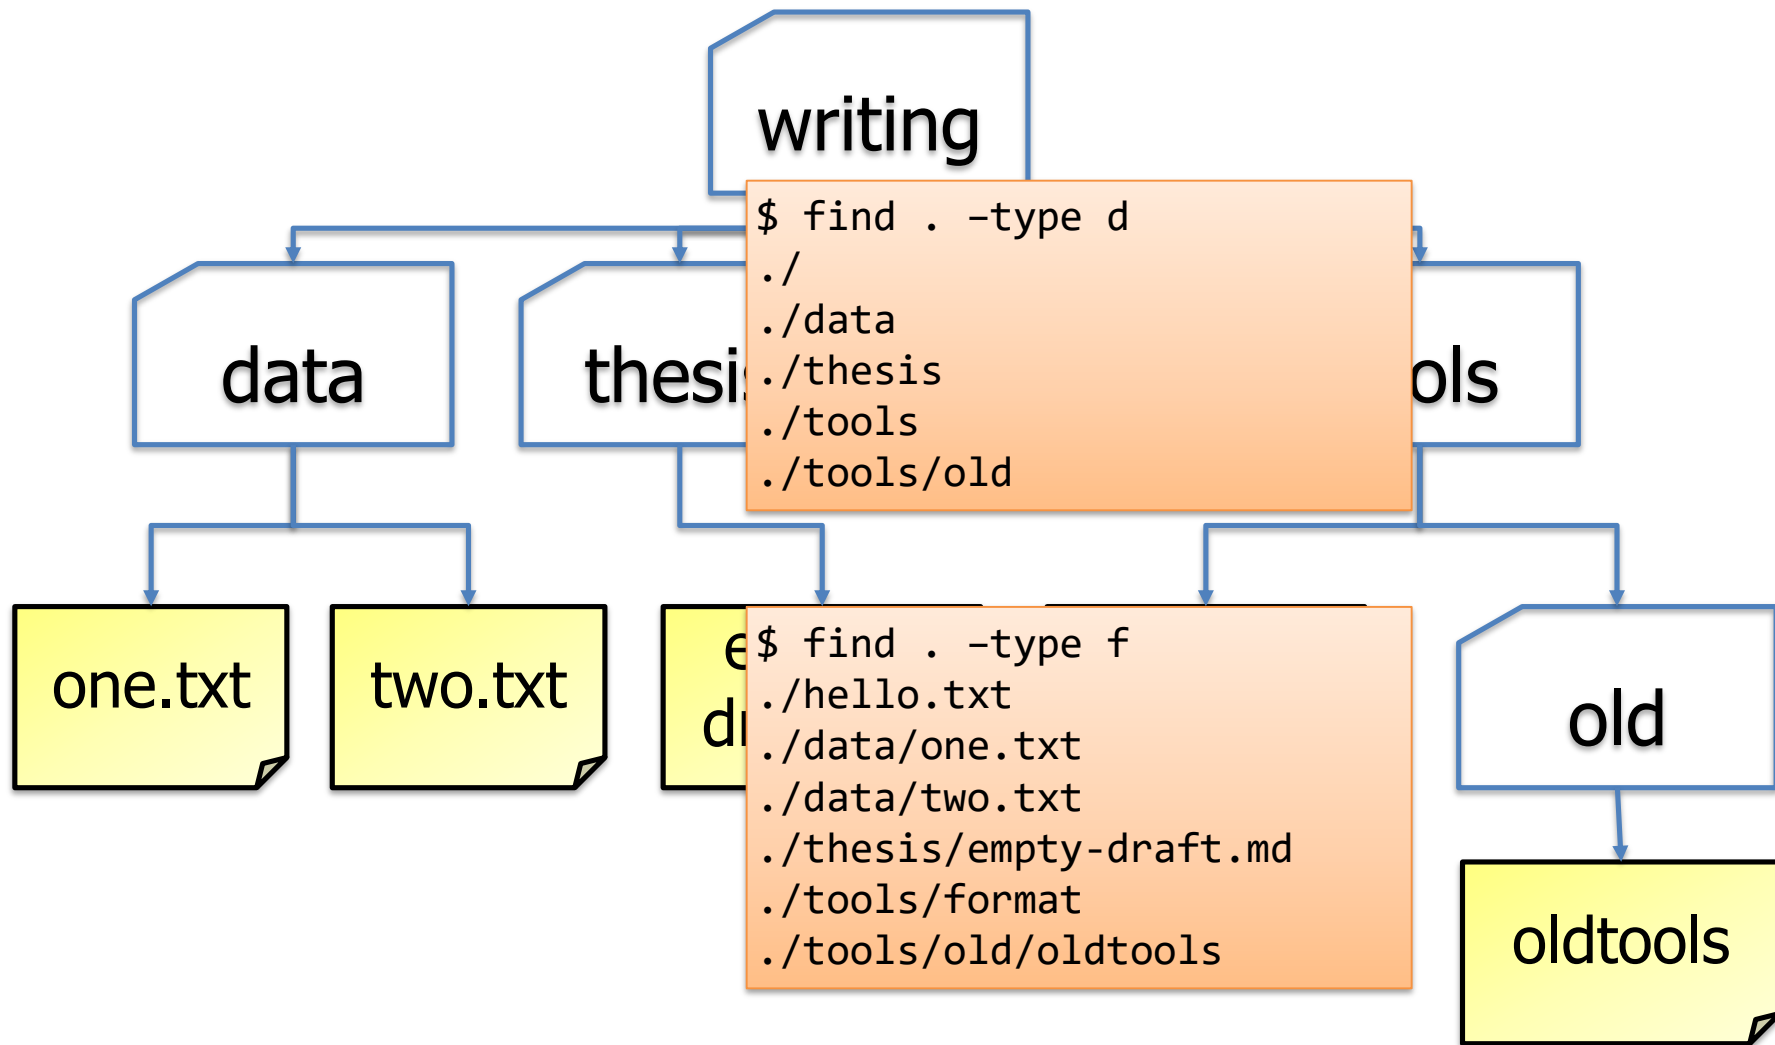 writing
$ find . –type d
./
./data
./thesis
./tools
./tools/old
data
thesis
ols
one.txt
two.txt
$ find . –type f
./hello.txt
./data/one.txt
./data/two.txt
./thesis/empty-draft.md
./tools/format
./tools/old/oldtools
old
oldtools